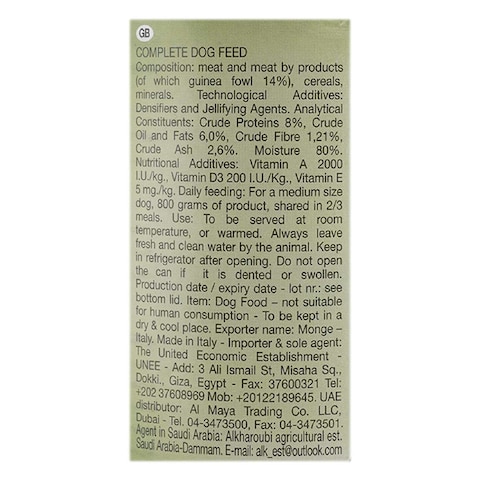 GB
COMPLETE DOG FEED
Composition: meat and meat by products
(of which guinea fowl 14%), cereals,
minerals. Technological Additives:
Densifiers and Jellifying Agents. Analytical
Constituents: Crude Proteins 8%, Crude
Oil and Fats 6,0%, Crude Fibre 1,21%,
Crude Ash 2,6%. Moisture 80%.
Nutritional Additives: Vitamin A 2000
I.U./kg., Vitamin D3 200 I.U./Kg., Vitamin E
5 mg./kg. Daily feeding: For a medium size
dog, 800 grams of product, shared in 2/3
meals. Use: To be served at room
temperature, or warmed. Always leave
fresh and clean water by the animal. Keep
in refrigerator after opening. Do not open
the can if it is dented or swollen.
Production date / expiry date - lot nr.: see
bottom lid. Item: Dog Food – not suitable
for human consumption - To be kept in a
dry & cool place. Exporter name: Monge –
Italy. Made in Italy - Importer & sole agent:
The United Economic Establishment -
UNEE - Add: 3 Ali Ismail St, Misaha Sq.,
Dokki., Giza, Egypt - Fax: 37600321 Tel:
+202 37608969 Mob: +20122189645. UAE
distributor: Al Maya Trading Co. LLC,
Dubai - Tel. 04-3473500, Fax 04-3473501.
Agent in Saudi Arabia: Alkharoubi agricultural est.
Saudi Arabia-Dammam. E-mail: alk_est@outlook.com